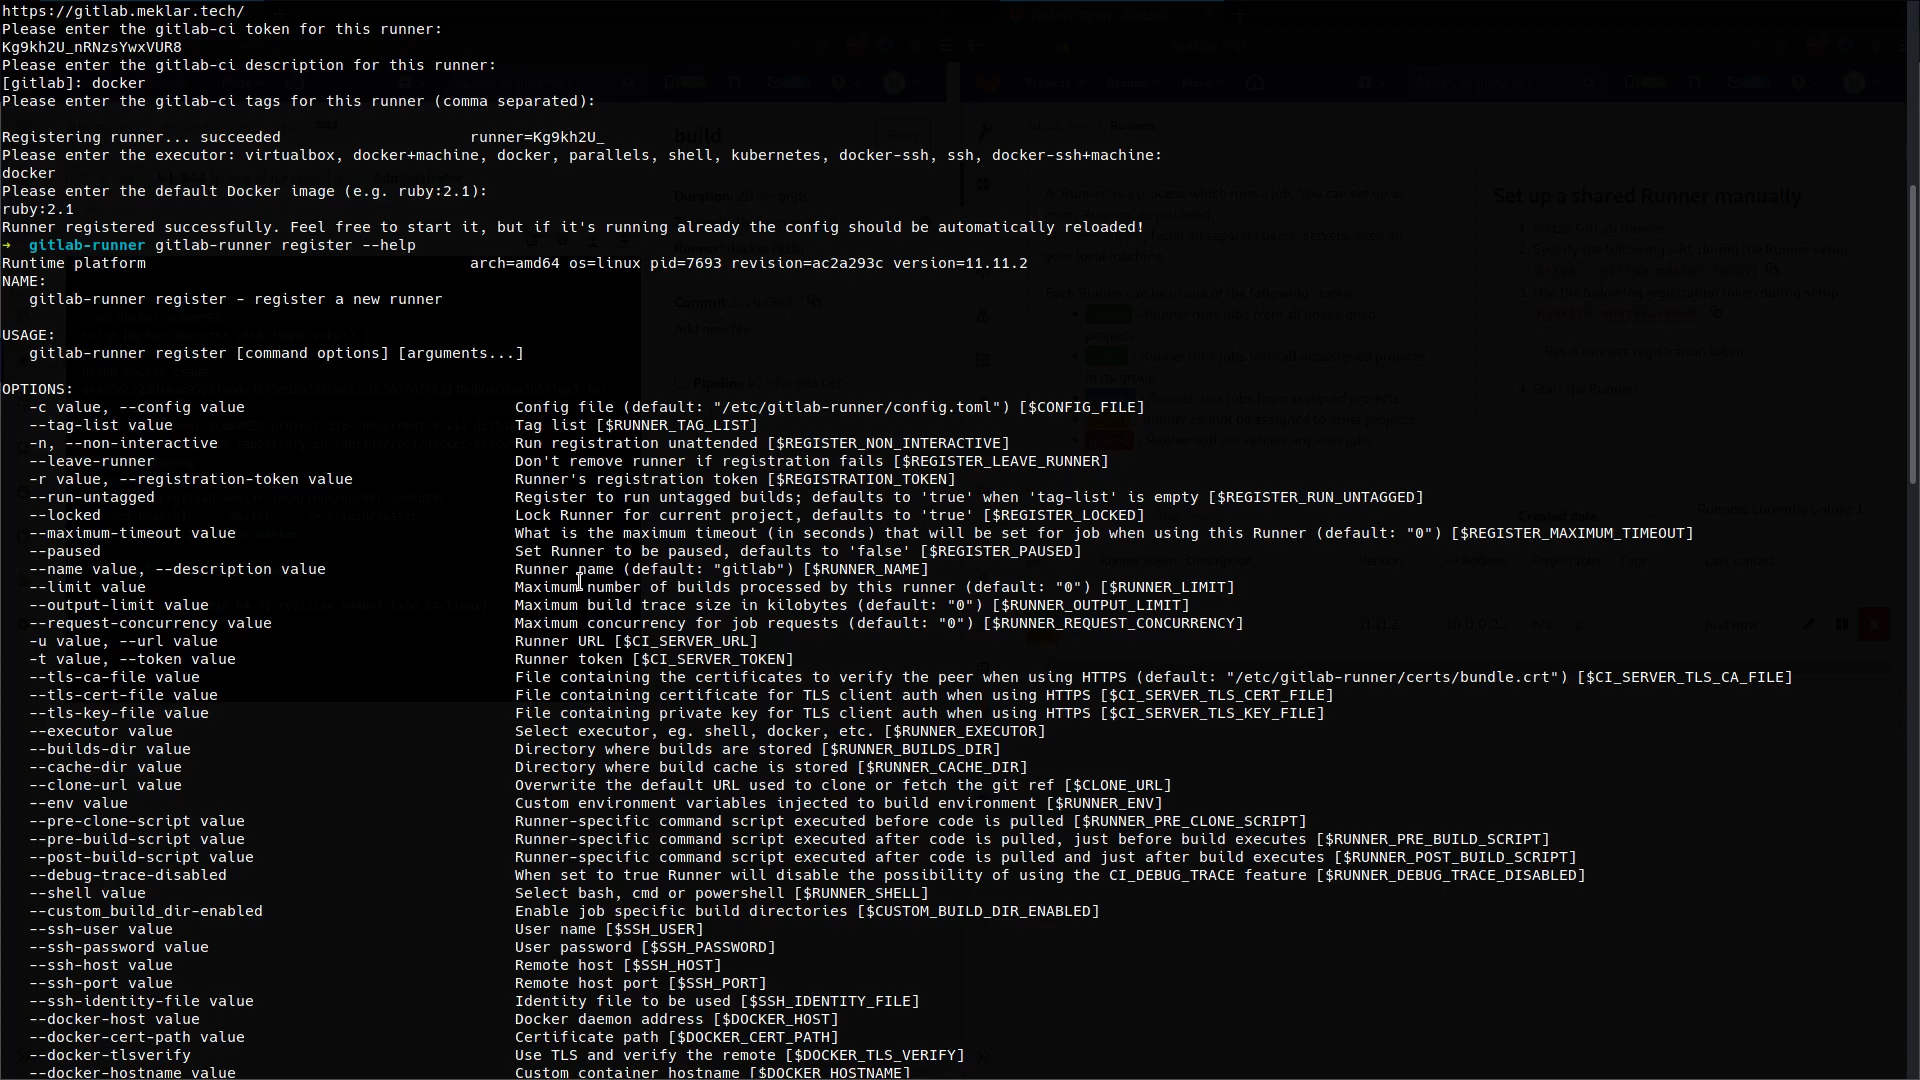 https://gitlab.meklar.tech/
Please enter the gitlab-ci token for this runner:
Kg9kh2U_nRNzsYwxVUR8
Please enter the gitlab-ci description for this runner:
[gitlab]: docker
Please enter the gitlab-ci tags for this runner (comma separated):
Registering runner... succeeded runner=Kg9kh2U_
Please enter the executor: virtualbox, docker+machine, docker, parallels, shell, kubernetes, docker-ssh, ssh, docker-ssh+machine:
docker
Please enter the default Docker image (e.g. ruby:2.1):
ruby:2.1
Runner registered successfully. Feel free to start it, but if it's running already the config should be automatically reloaded!
→ gitlab-runner gitlab-runner register --help
Runtime platform arch=amd64 os=linux pid=7693 revision=ac2a293c version=11.11.2
NAME:
gitlab-runner register - register a new runner
USAGE:
gitlab-runner register [command options] [arguments...]
OPTIONS:
-c value, --config value Config file (default: "/etc/gitlab-runner/config.toml") [$CONFIG_FILE]
--tag-list value Tag list [$RUNNER_TAG_LIST]
-n, --non-interactive Run registration unattended [$REGISTER_NON_INTERACTIVE]
--leave-runner Don't remove runner if registration fails [$REGISTER_LEAVE_RUNNER]
-r value, --registration-token value Runner's registration token [$REGISTRATION_TOKEN]
--run-untagged Register to run untagged builds; defaults to 'true' when 'tag-list' is empty [$REGISTER_RUN_UNTAGGED]
--locked Lock Runner for current project, defaults to 'true' [$REGISTER_LOCKED]
--maximum-timeout value What is the maximum timeout (in seconds) that will be set for job when using this Runner (default: "0") [$REGISTER_MAXIMUM_TIMEOUT]
--paused Set Runner to be paused, defaults to 'false' [$REGISTER_PAUSED]
--name value, --description value Runner name (default: "gitlab") [$RUNNER_NAME]
--limit value Maximum number of builds processed by this runner (default: "0") [$RUNNER_LIMIT]
--output-limit value Maximum build trace size in kilobytes (default: "0") [$RUNNER_OUTPUT_LIMIT]
--request-concurrency value Maximum concurrency for job requests (default: "0") [$RUNNER_REQUEST_CONCURRENCY]
-u value, --url value Runner URL [$CI_SERVER_URL]
-t value, --token value Runner token [$CI_SERVER_TOKEN]
--tls-ca-file value File containing the certificates to verify the peer when using HTTPS (default: "/etc/gitlab-runner/certs/bundle.crt") [$CI_SERVER_TLS_CA_FILE]
--tls-cert-file value File containing certificate for TLS client auth when using HTTPS [$CI_SERVER_TLS_CERT_FILE]
--tls-key-file value File containing private key for TLS client auth when using HTTPS [$CI_SERVER_TLS_KEY_FILE]
--executor value Select executor, eg. shell, docker, etc. [$RUNNER_EXECUTOR]
--builds-dir value Directory where builds are stored [$RUNNER_BUILDS_DIR]
--cache-dir value Directory where build cache is stored [$RUNNER_CACHE_DIR]
--clone-url value Overwrite the default URL used to clone or fetch the git ref [$CLONE_URL]
--env value Custom environment variables injected to build environment [$RUNNER_ENV]
--pre-clone-script value Runner-specific command script executed before code is pulled [$RUNNER_PRE_CLONE_SCRIPT]
--pre-build-script value Runner-specific command script executed after code is pulled, just before build executes [$RUNNER_PRE_BUILD_SCRIPT]
--post-build-script value Runner-specific command script executed after code is pulled and just after build executes [$RUNNER_POST_BUILD_SCRIPT]
--debug-trace-disabled When set to true Runner will disable the possibility of using the CI_DEBUG_TRACE feature [$RUNNER_DEBUG_TRACE_DISABLED]
--shell value Select bash, cmd or powershell [$RUNNER_SHELL]
--custom_build_dir-enabled Enable job specific build directories [$CUSTOM_BUILD_DIR_ENABLED]
--ssh-user value User name [$SSH_USER]
--ssh-password value User password [$SSH_PASSWORD]
--ssh-host value Remote host [$SSH_HOST]
--ssh-port value Remote host port [$SSH_PORT]
--ssh-identity-file value Identity file to be used [$SSH_IDENTITY_FILE]
--docker-host value Docker daemon address [$DOCKER_HOST]
--docker-cert-path value Certificate path [$DOCKER_CERT_PATH]
--docker-tlsverify Use TLS and verify the remote [$DOCKER_TLS_VERIFY]
--docker-hostname value Custom container hostname [$DOCKER_HOSTNAME]
build
Duration: 20 seconds
Set up a shared Runner manually